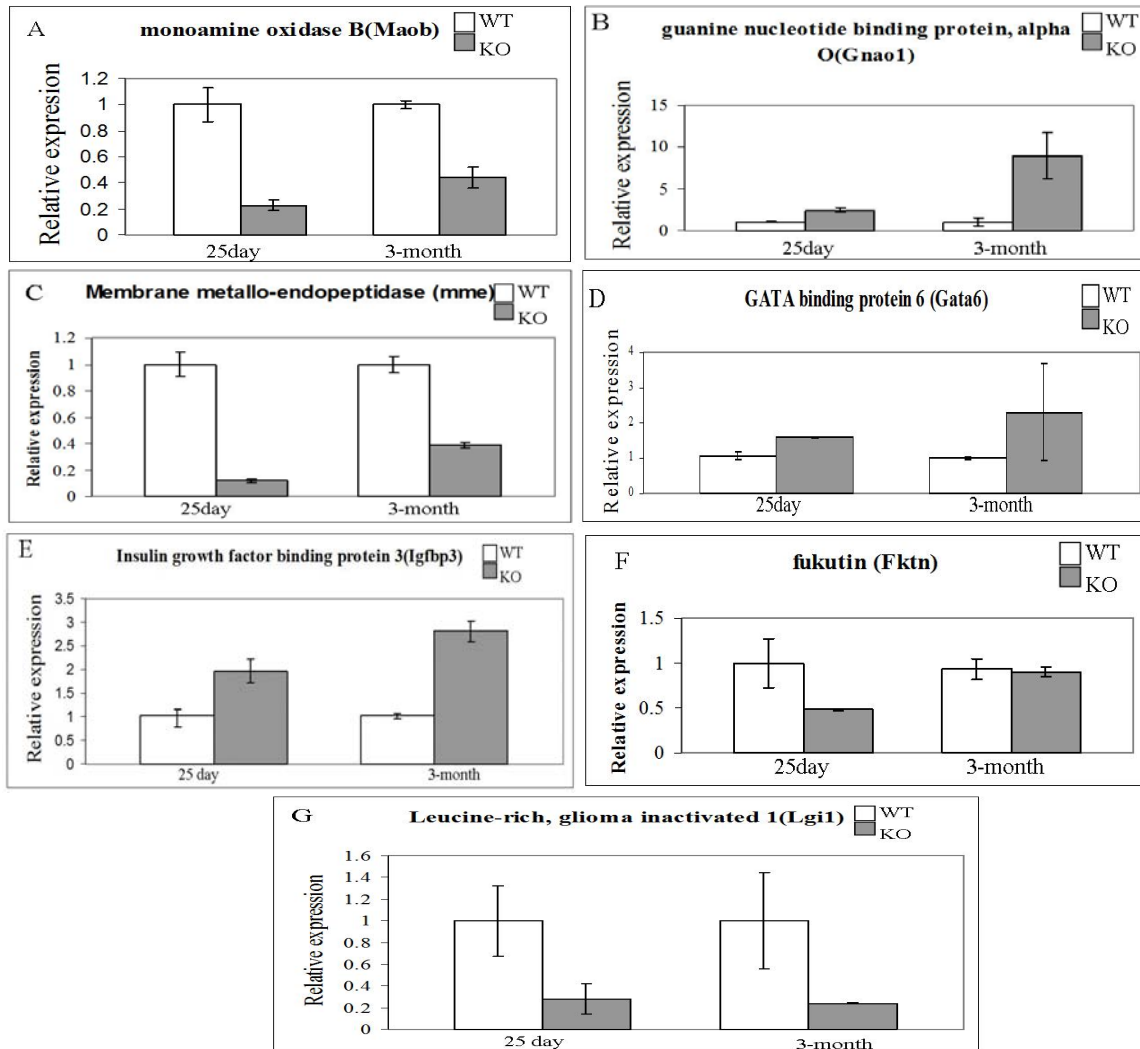 A
monoamine oxidase B(Maob)
WT
KO
Relative expression
1.2
1
0.8
0.6
0.4
0.2
0
25day
3-month
B
guanine nucleotide binding protein, alpha
O(Gnao1)
WT
KO
Relative expression
15
10
5
0
25day
3-month
C
Membrane metallo-endopeptidase (mme)
WT
KO
Relative expression
1.2
1
0.8
0.6
0.4
0.2
0
25day
3-month
D
GATA binding protein 6 (Gata6)
WT
KO
Relative expression
4
3
2
1
0
25day
3-month
E
Insulin growth factor binding protein 3(Igfbp3)
WT
KO
Relative expression
3.5
3
2.5
2
1.5
1
0.5
0
25 day
3-month
F
fukutin (Fktn)
WT
KO
Relative expression
1.5
1
0.5
0
25day
3-month
G
Leucine-rich, glioma inactivated 1(Lgi1)
WT
KO
Relative expression
1.6
1.4
1.2
1
0.8
0.6
0.4
0.2
0
25 day
3-month